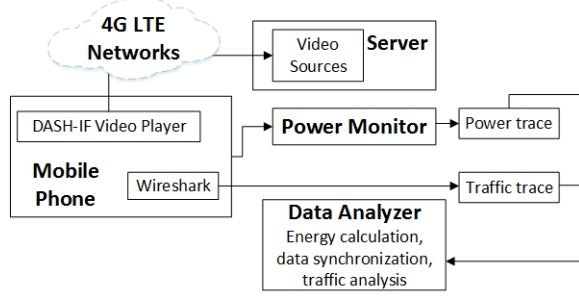 4G LTE
Networks
Video
Sources
Server
DASH-IF Video Player
Mobile
Phone
Wireshark
Power Monitor
Power trace
Traffic trace
Data Analyzer
Energy calculation,
data synchronization,
traffic analysis